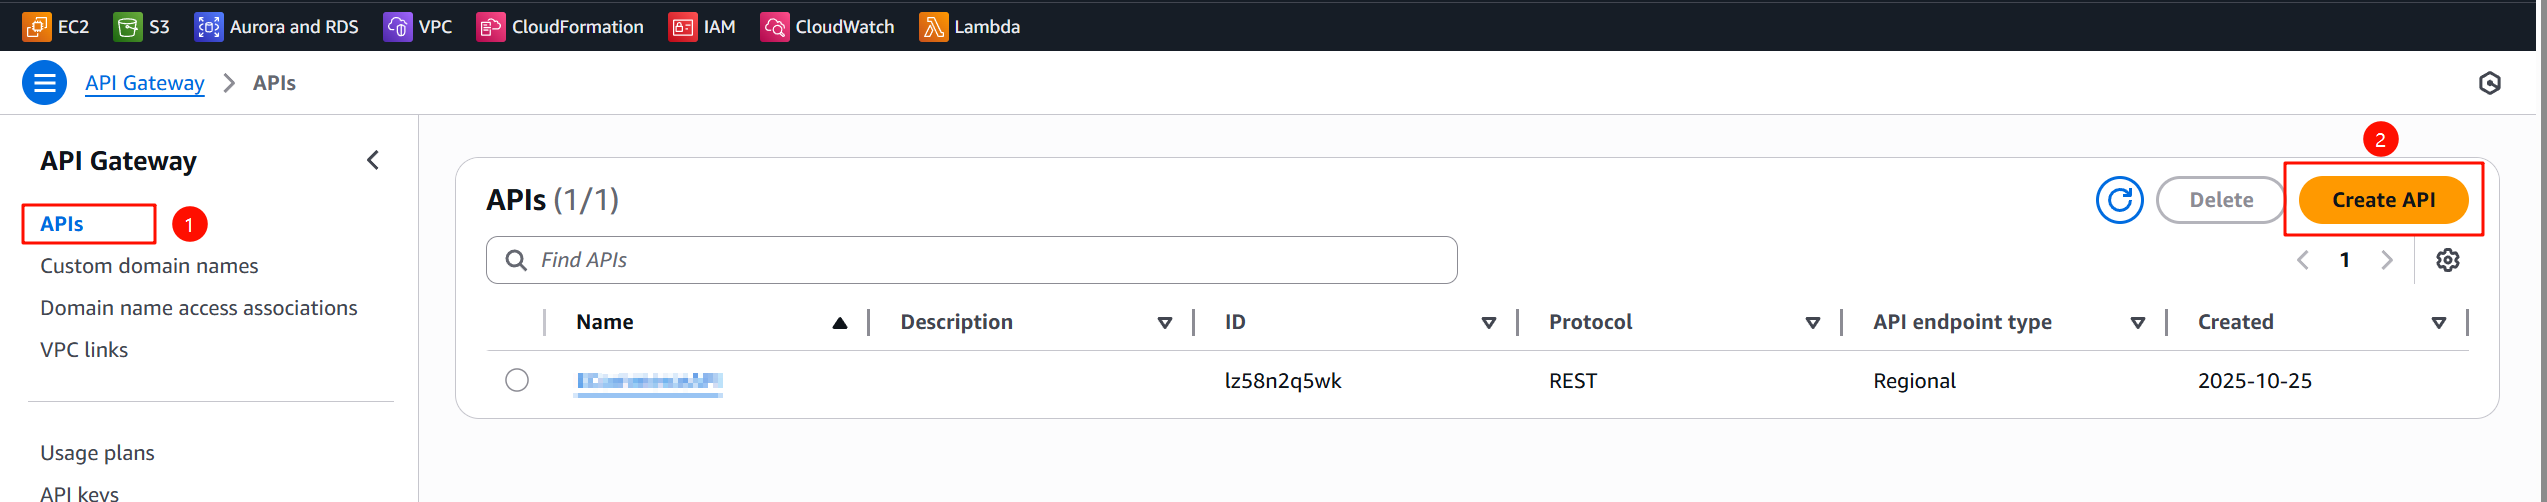 EC2 S3 Aurora and RDS VPC CloudFormation IAM CloudWatch Lambda
API Gateway APIs
2
API Gateway
APIs (1/1) Delete Create API
APIs 1
Find APIs 1
Custom domain names
Domain name access associations
Name Description ID Protocol API endpoint type Created
VPC links
lz58n2q5wk REST Regional 2025-10-25
Usage plans
API keys